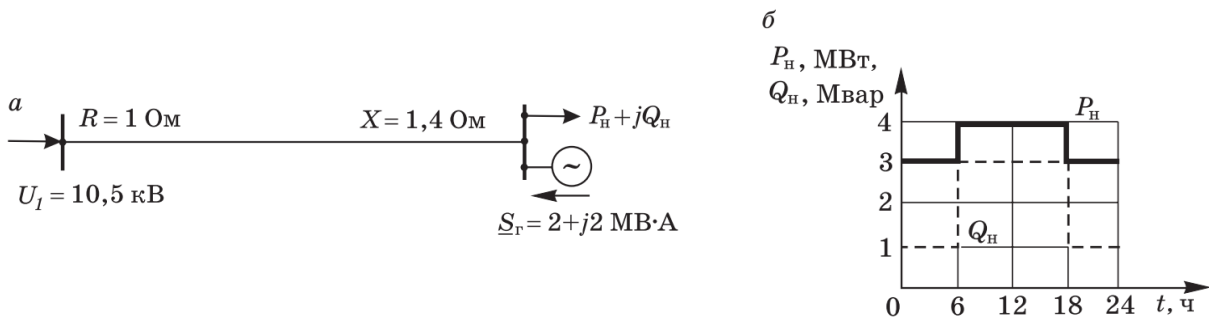 а
R = 1 Ом
X = 1,4 Ом
Pн + jQн
U1 = 10,5 кВ
~
Sг = 2+j2 МВ·А
б
Pн, МВт,
Qн, Мвар
Pн
4
3
2
1
Qн
0 6 12 18 24 t, ч